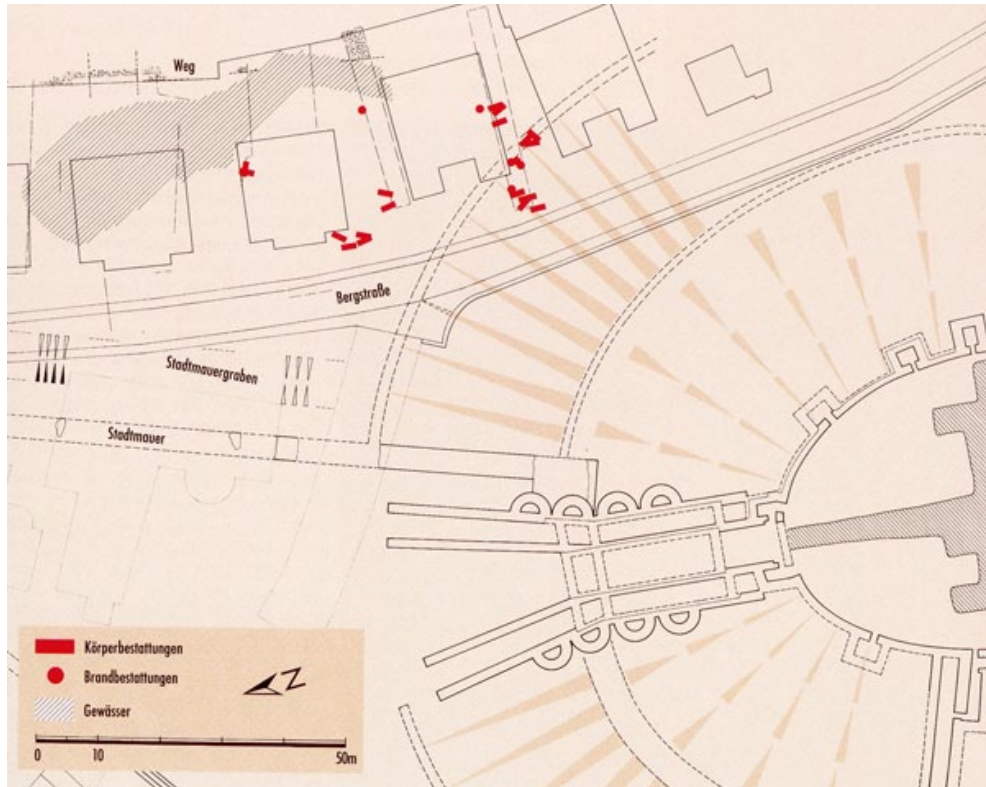 Weg
Bergstraße
Stadtmauergraben
Stadtmauer
Körperbestattungen
Brandbestattungen
Gewässer
N
0 10 50m